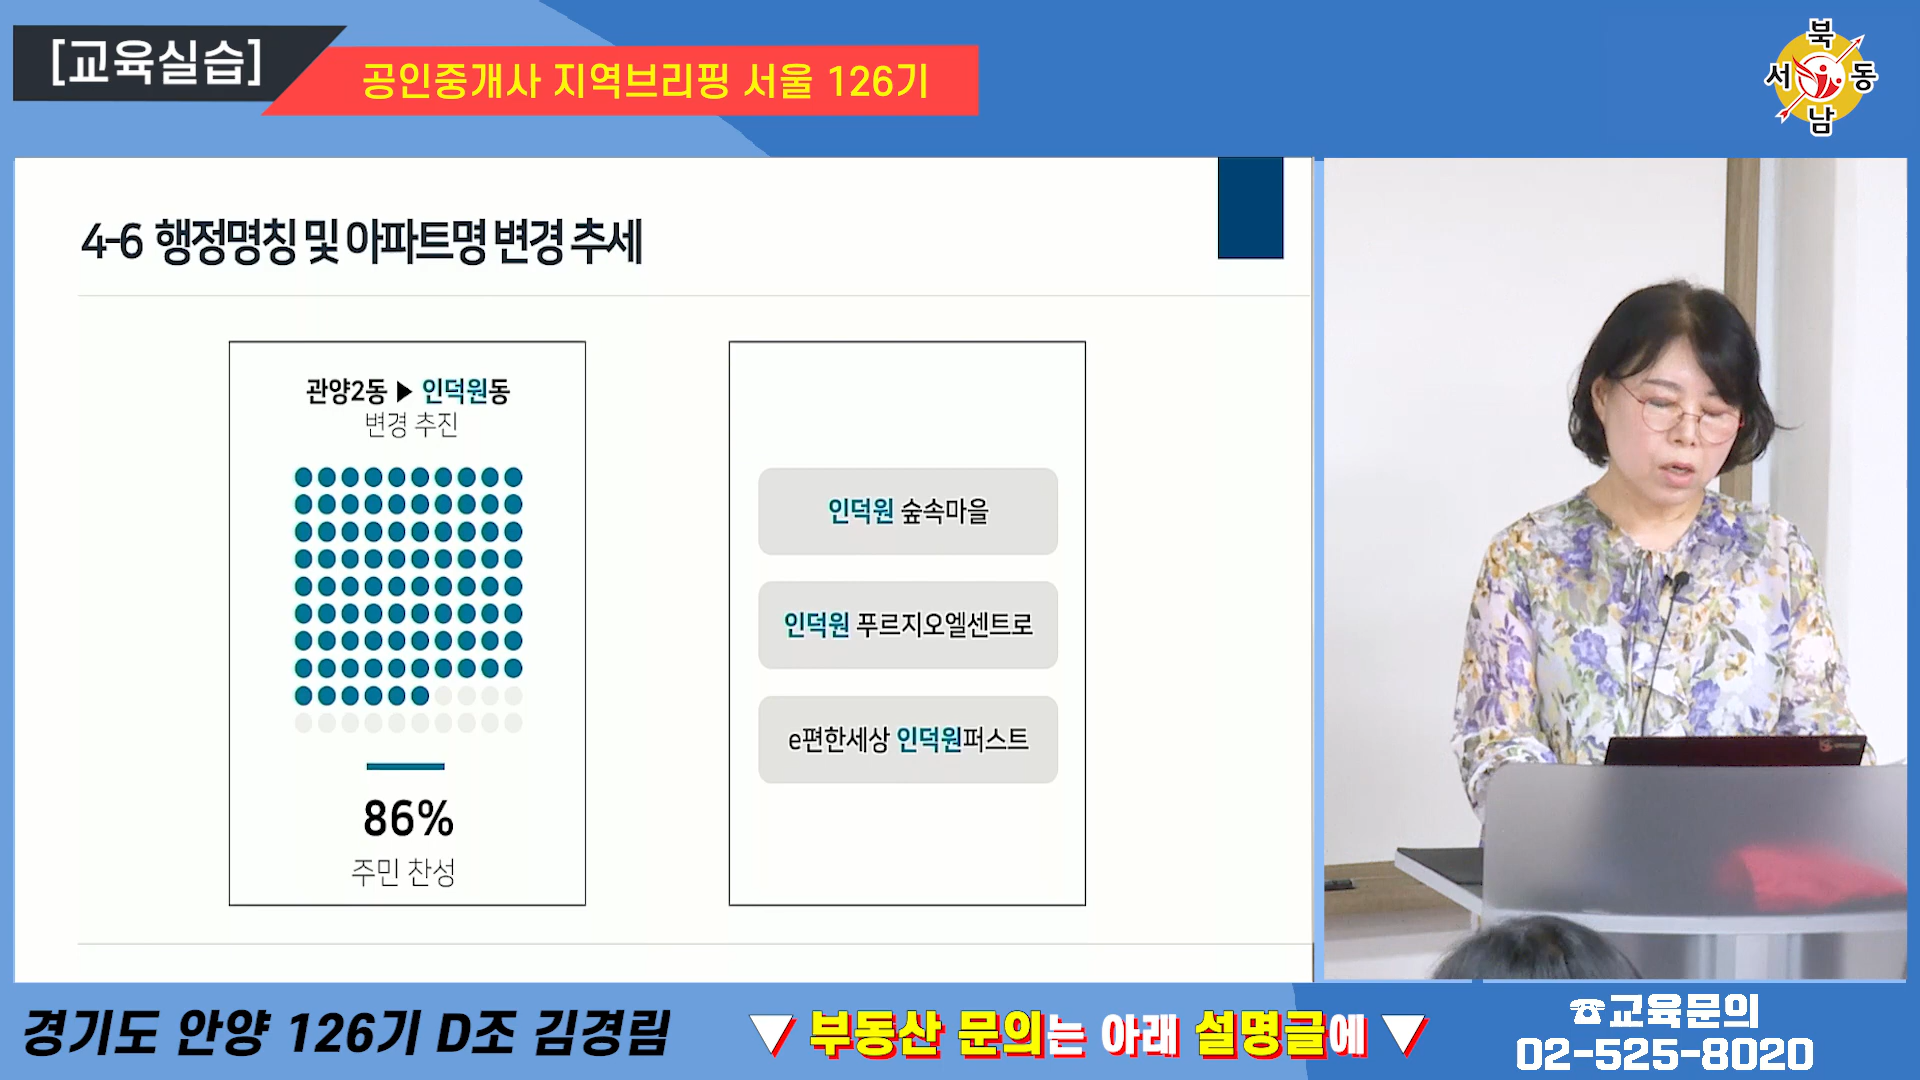 [교육실습]
공인중개사 지역브리핑 서울 126기
북
서 동
남
4-6 행정명칭 및 아파트명 변경 추세
관양2동 ▶ 인덕원동
변경 추진
86%
주민 찬성
인덕원 숲속마을
인덕원 푸르지오엘센트로
e편한세상 인덕원퍼스트
경기도 안양 126기 D조 김경림
▼ 부동산 문의는 아래 설명글에 ▼
☎교육문의
02-525-8020